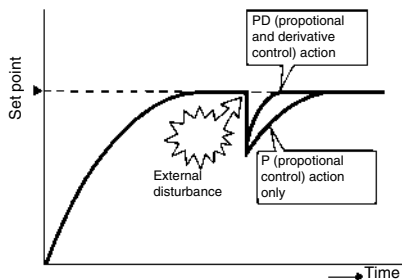 PD (propotional
and derivative
control) action
Set point
External
disturbance
P (propotional
control) action
only
Time